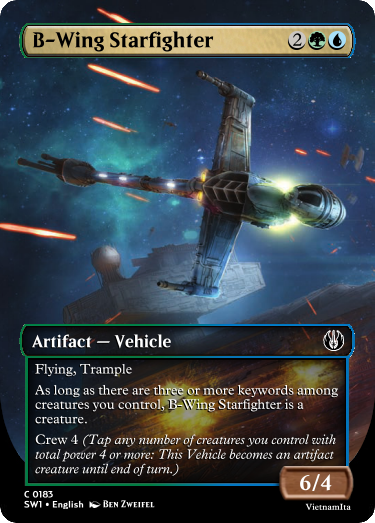 B-Wing Starfighter 2
Artifact — Vehicle
Flying, Trample
As long as there are three or more keywords among
creatures you control, B-Wing Starfighter is a
creature.
Crew 4 (Tap any number of creatures you control with
total power 4 or more: This Vehicle becomes an artifact
creature until end of turn.)
6/4
C 0183
SW1 • English BEN ZWEIFEL
VietnamIta